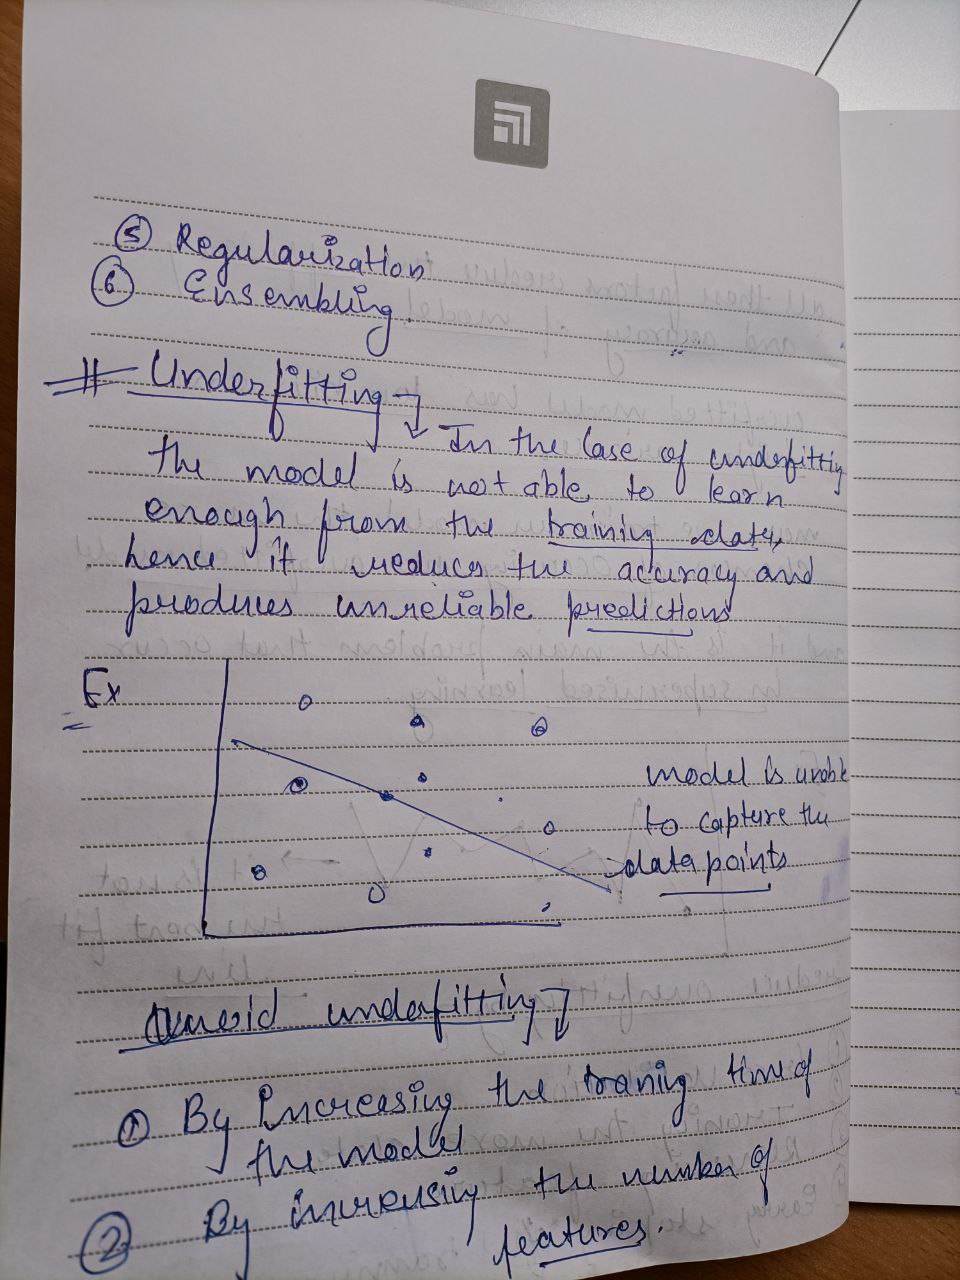 ⑤ Regularization
⑥ Ensembling.
# Underfitting
In the case of underfitting
the model is not able to learn
enough from the training data,
hence it reduces the accuracy and
produces unreliable predictions
Ex
model is unable
to capture the
data points
Avoid underfitting
① By Increasing the traning time of
the model
② By increasing the number of
features.